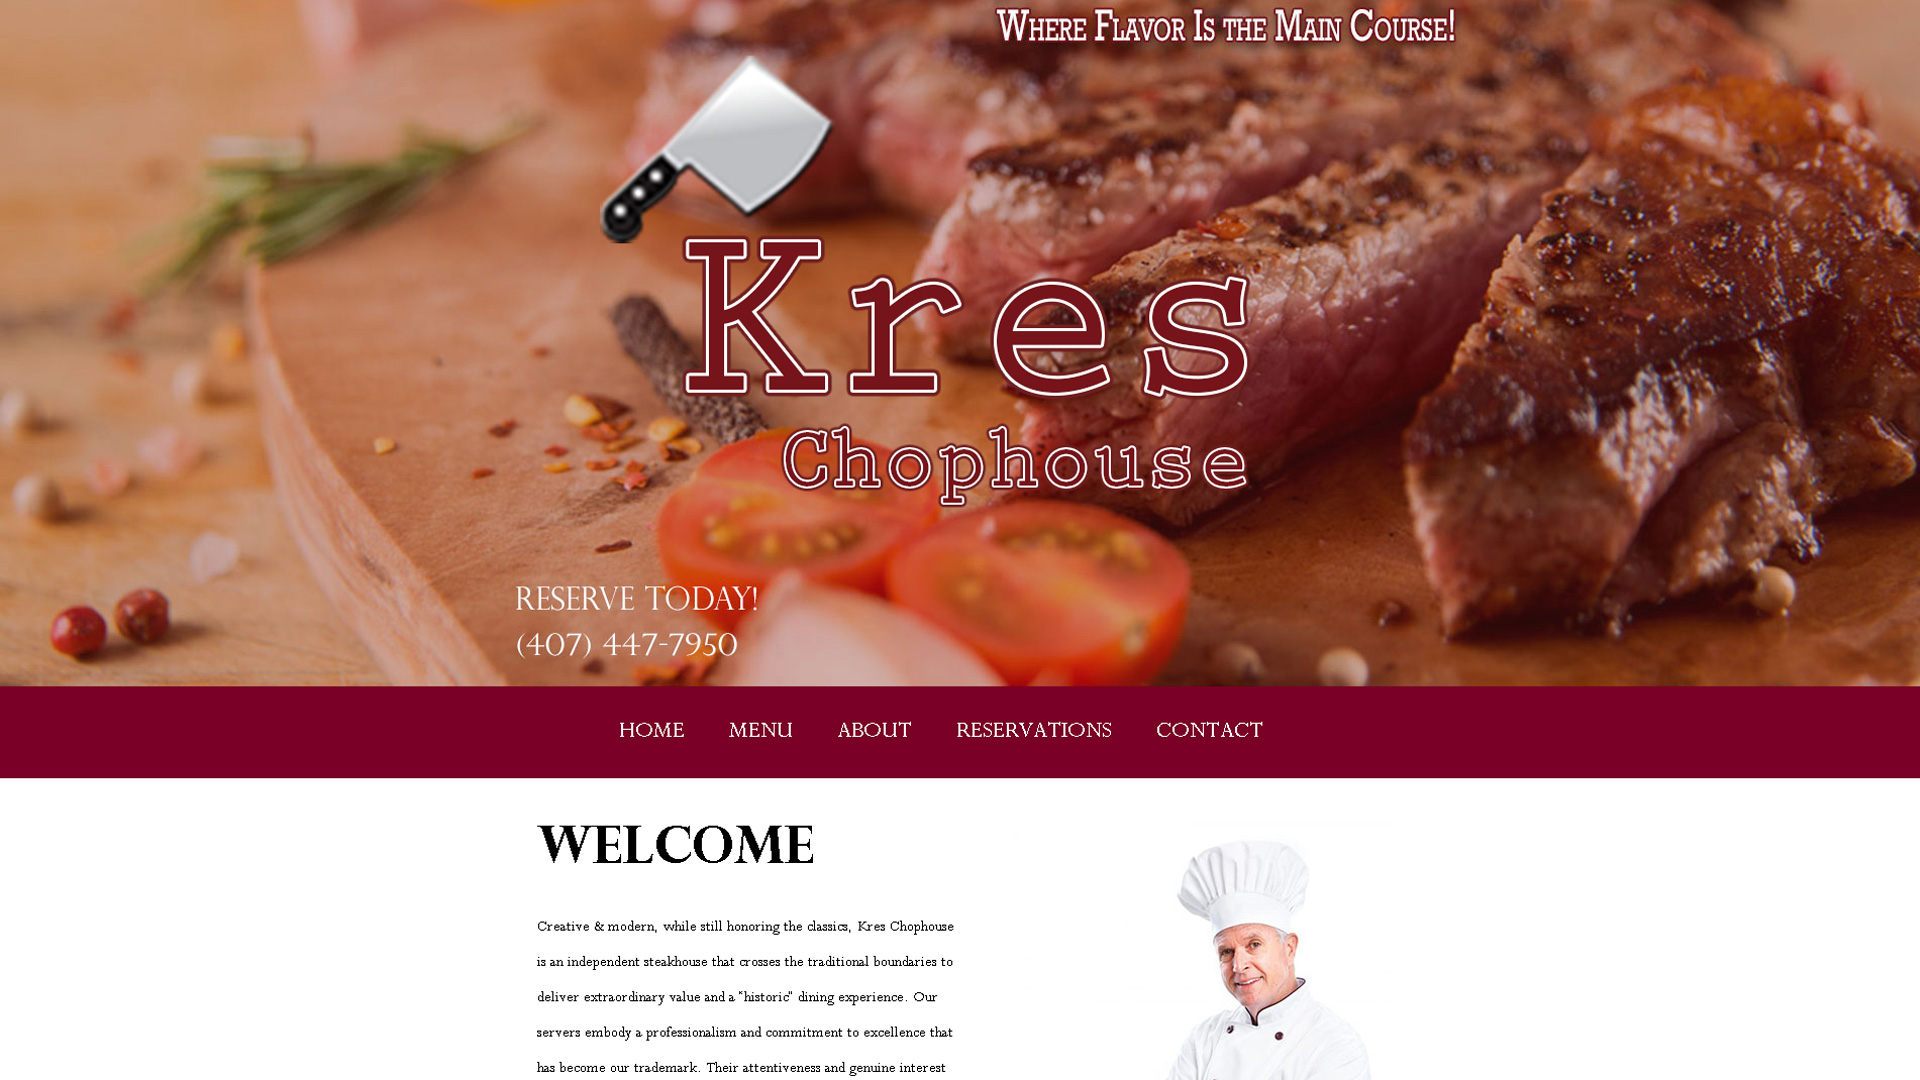 Where Flavor Is the Main Course!
Kres
Chophouse
RESERVE TODAY!
(407) 447-7950
HOME MENU ABOUT RESERVATIONS CONTACT
WELCOME
Creative & modern, while still honoring the classics, Kres Chophouse
is an independent steakhouse that crosses the traditional boundaries to
deliver extraordinary value and a "historic" dining experience. Our
servers embody a professionalism and commitment to excellence that
has become our trademark. Their attentiveness and genuine interest